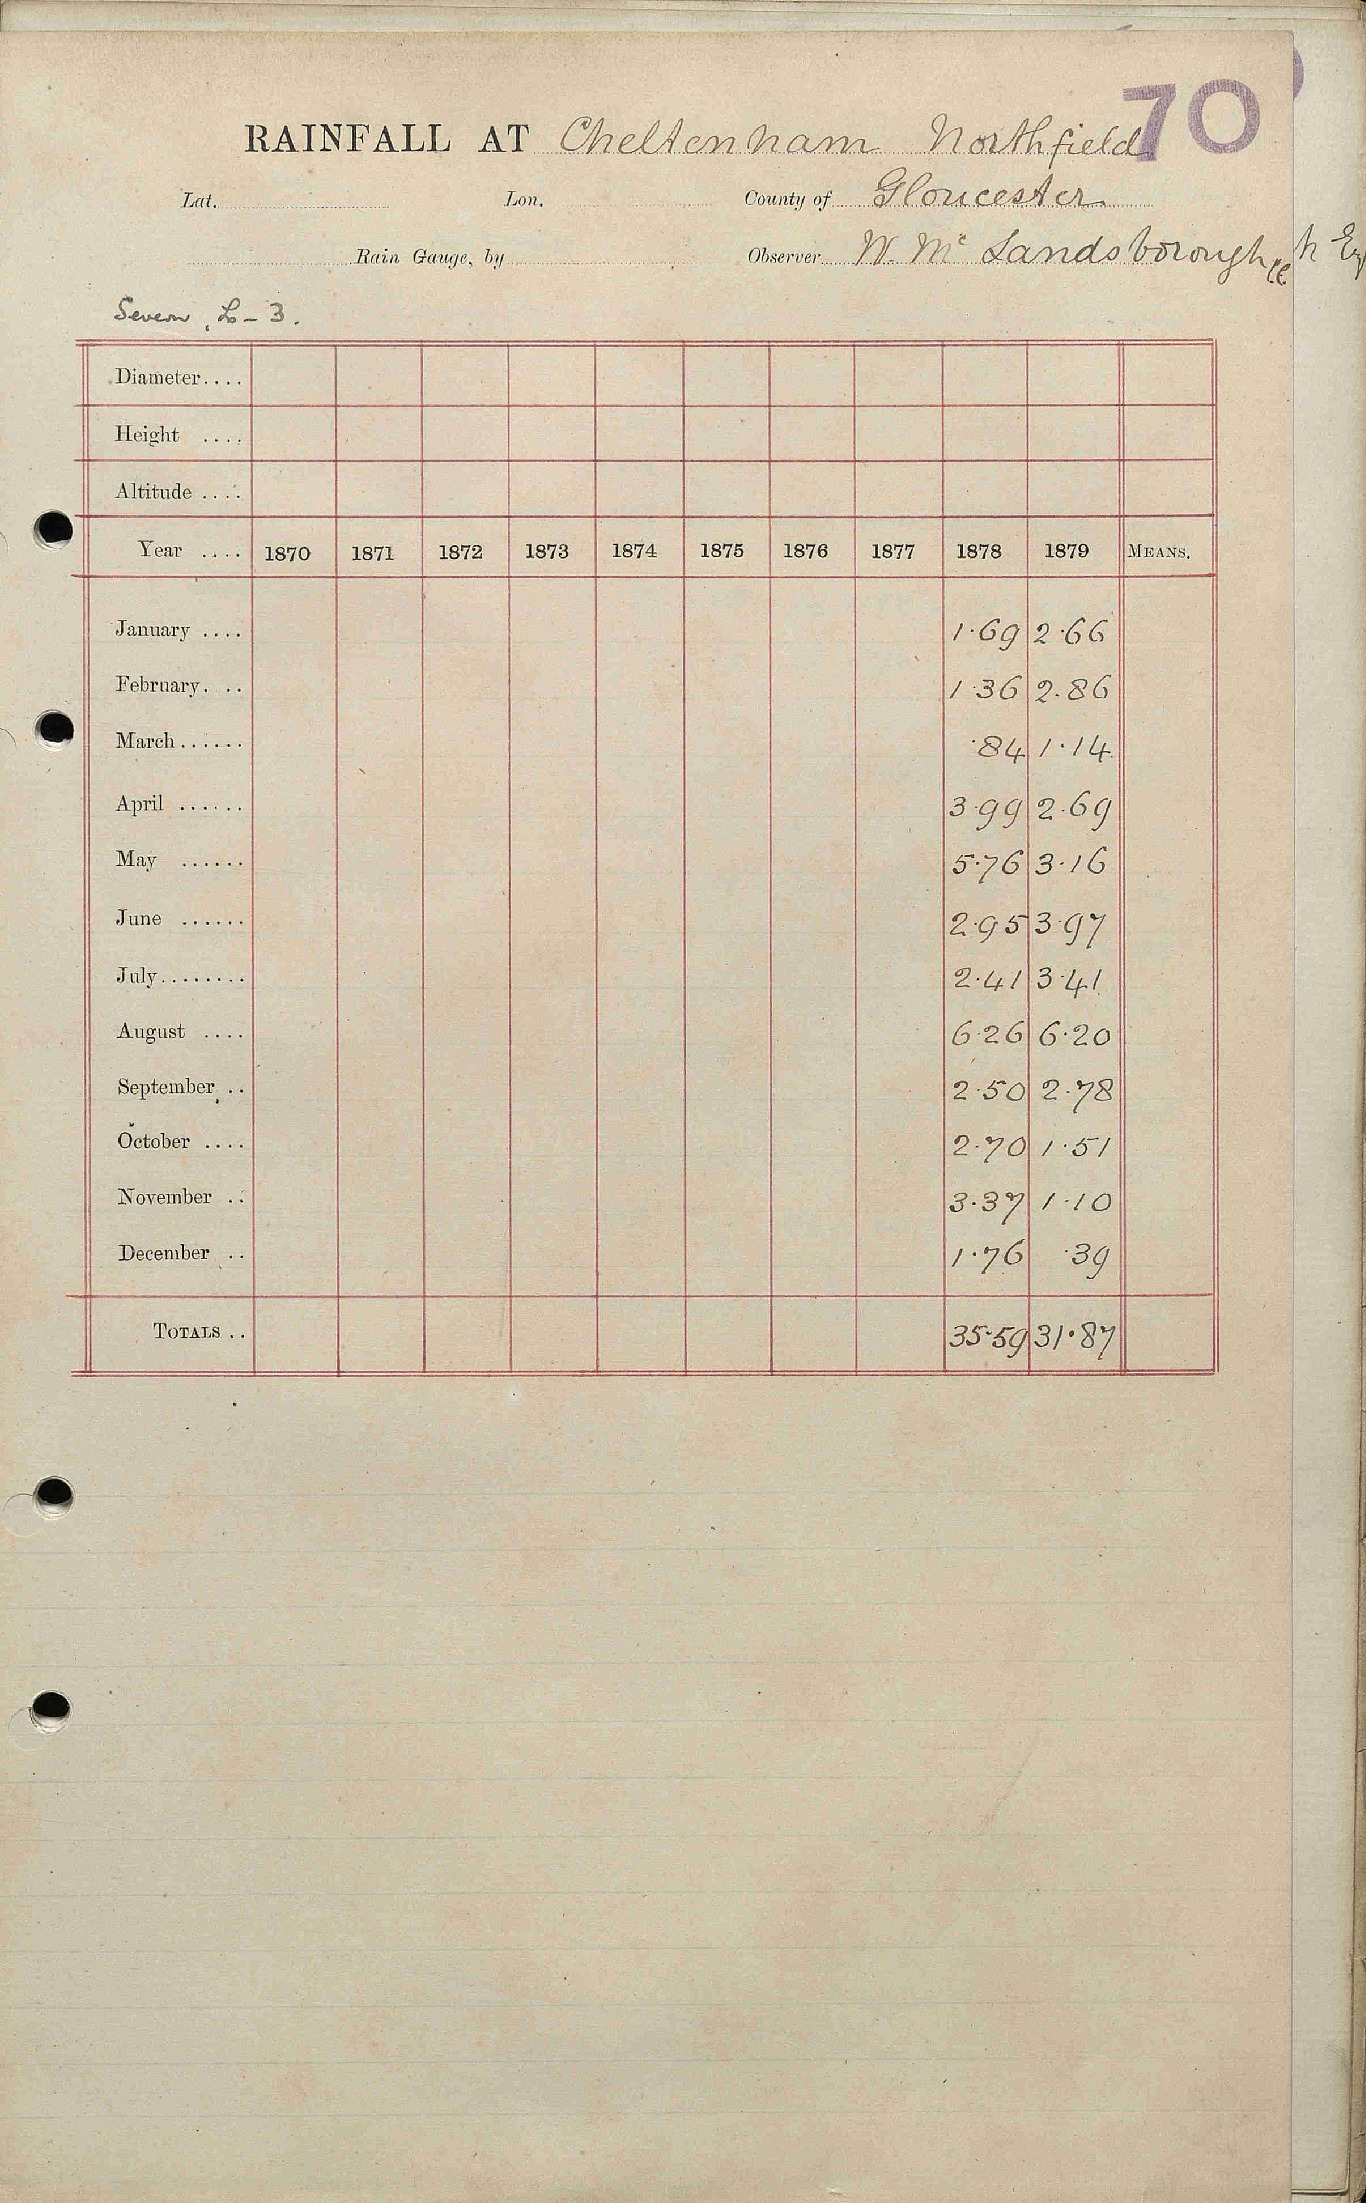 70
RAINFALL AT Cheltenham Northfield
Lat. Lon. County of Gloucester
Rain Gauge, by Observer W. Mc Landsborough CE
Severn, Lo - 3.
Diameter....
Height ....
Altitude ....
Year .... 1870 1871 1872 1873 1874 1875 1876 1877 1878 1879 MEANS.
January .... 1.69 2.66
February. .. 1.36 2.86
March...... .84 1.14
April ...... 3.99 2.69
May ...... 5.76 3.16
June ...... 2.95 3.97
July........ 2.41 3.41
August .... 6.26 6.20
September .. 2.50 2.78
October .... 2.70 1.51
November .. 3.37 1.10
December .. 1.76 .39
TOTALS .. 35.59 31.87